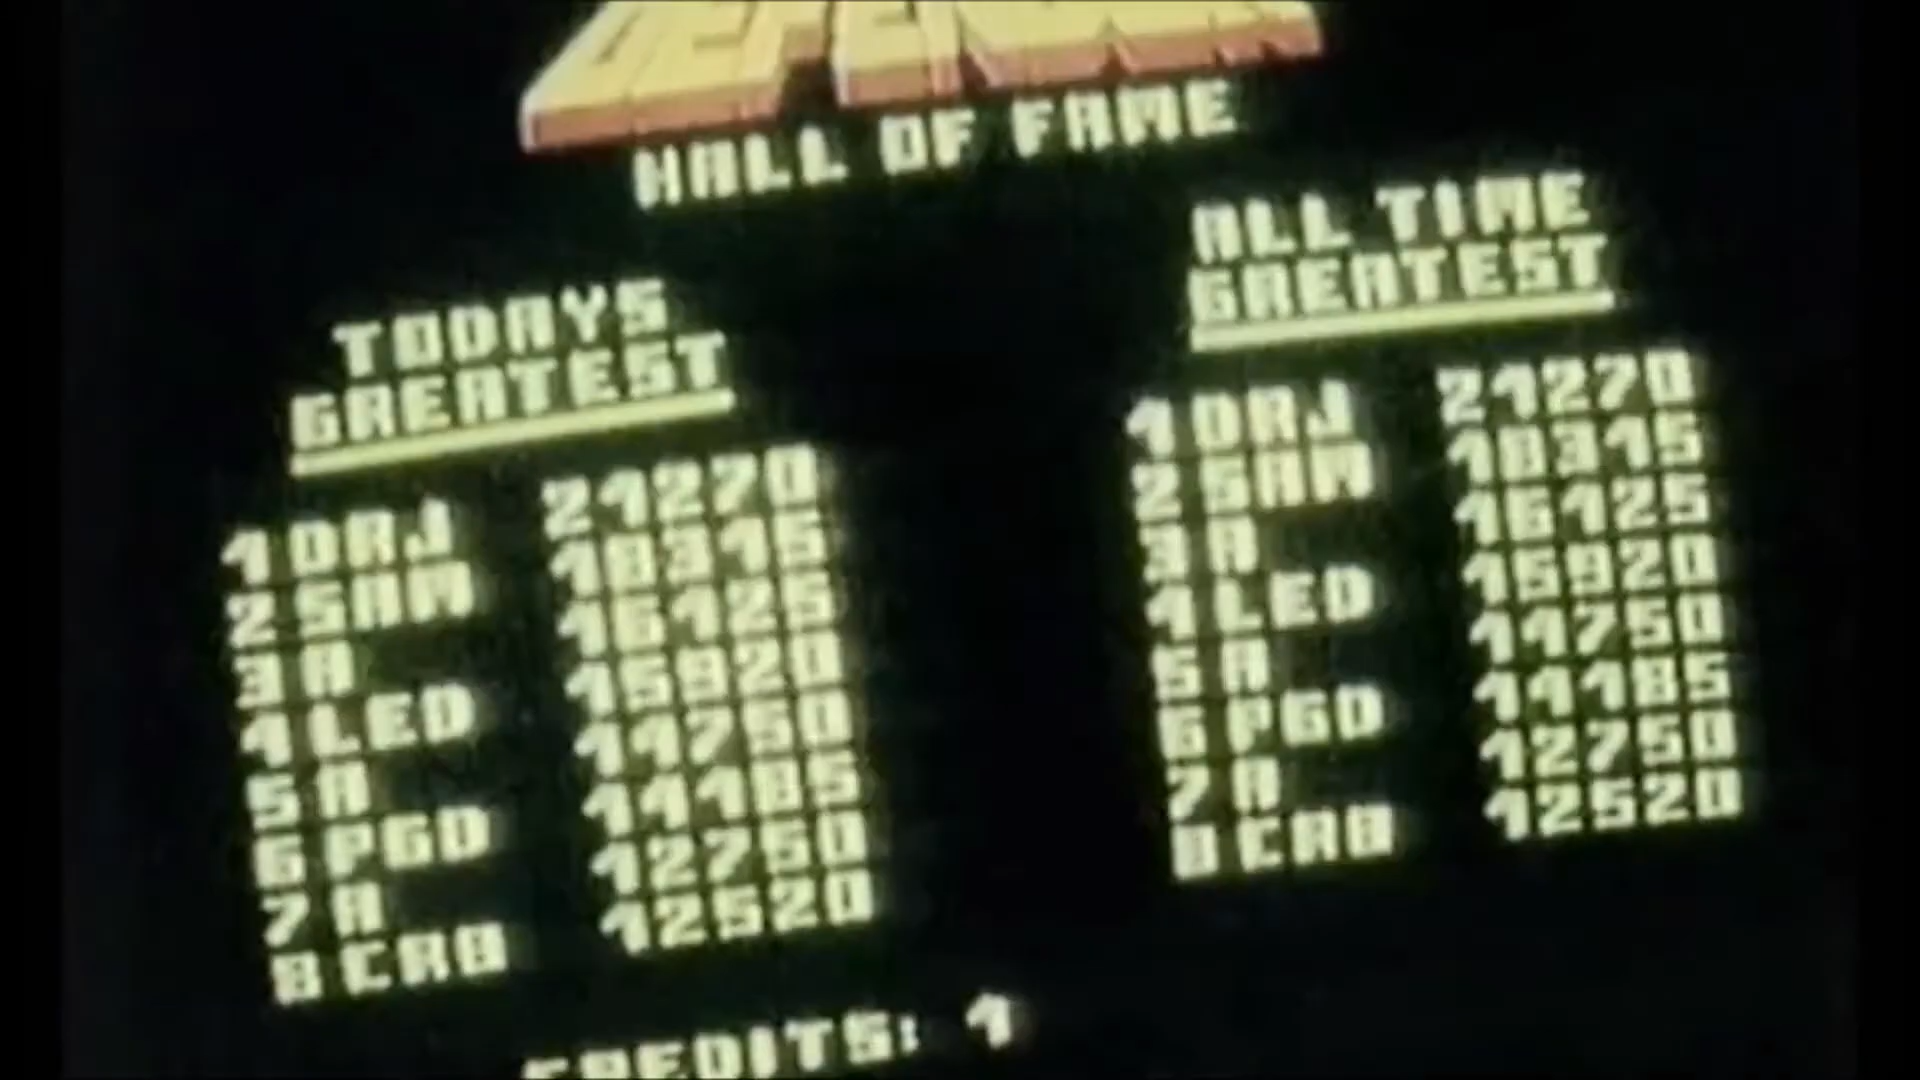 DEFENDER
HALL OF FAME
TODAYS
GREATEST
1 DRJ 21270
2 SAM 18315
3 A 16125
4 LED 15920
5 A 14750
6 PGD 14185
7 A 12750
8 CRB 12520
ALL TIME
GREATEST
1 DRJ 21270
2 SAM 18315
3 A 16125
4 LED 15920
5 A 14750
6 PGD 14185
7 A 12750
8 CRB 12520
CREDITS: 1